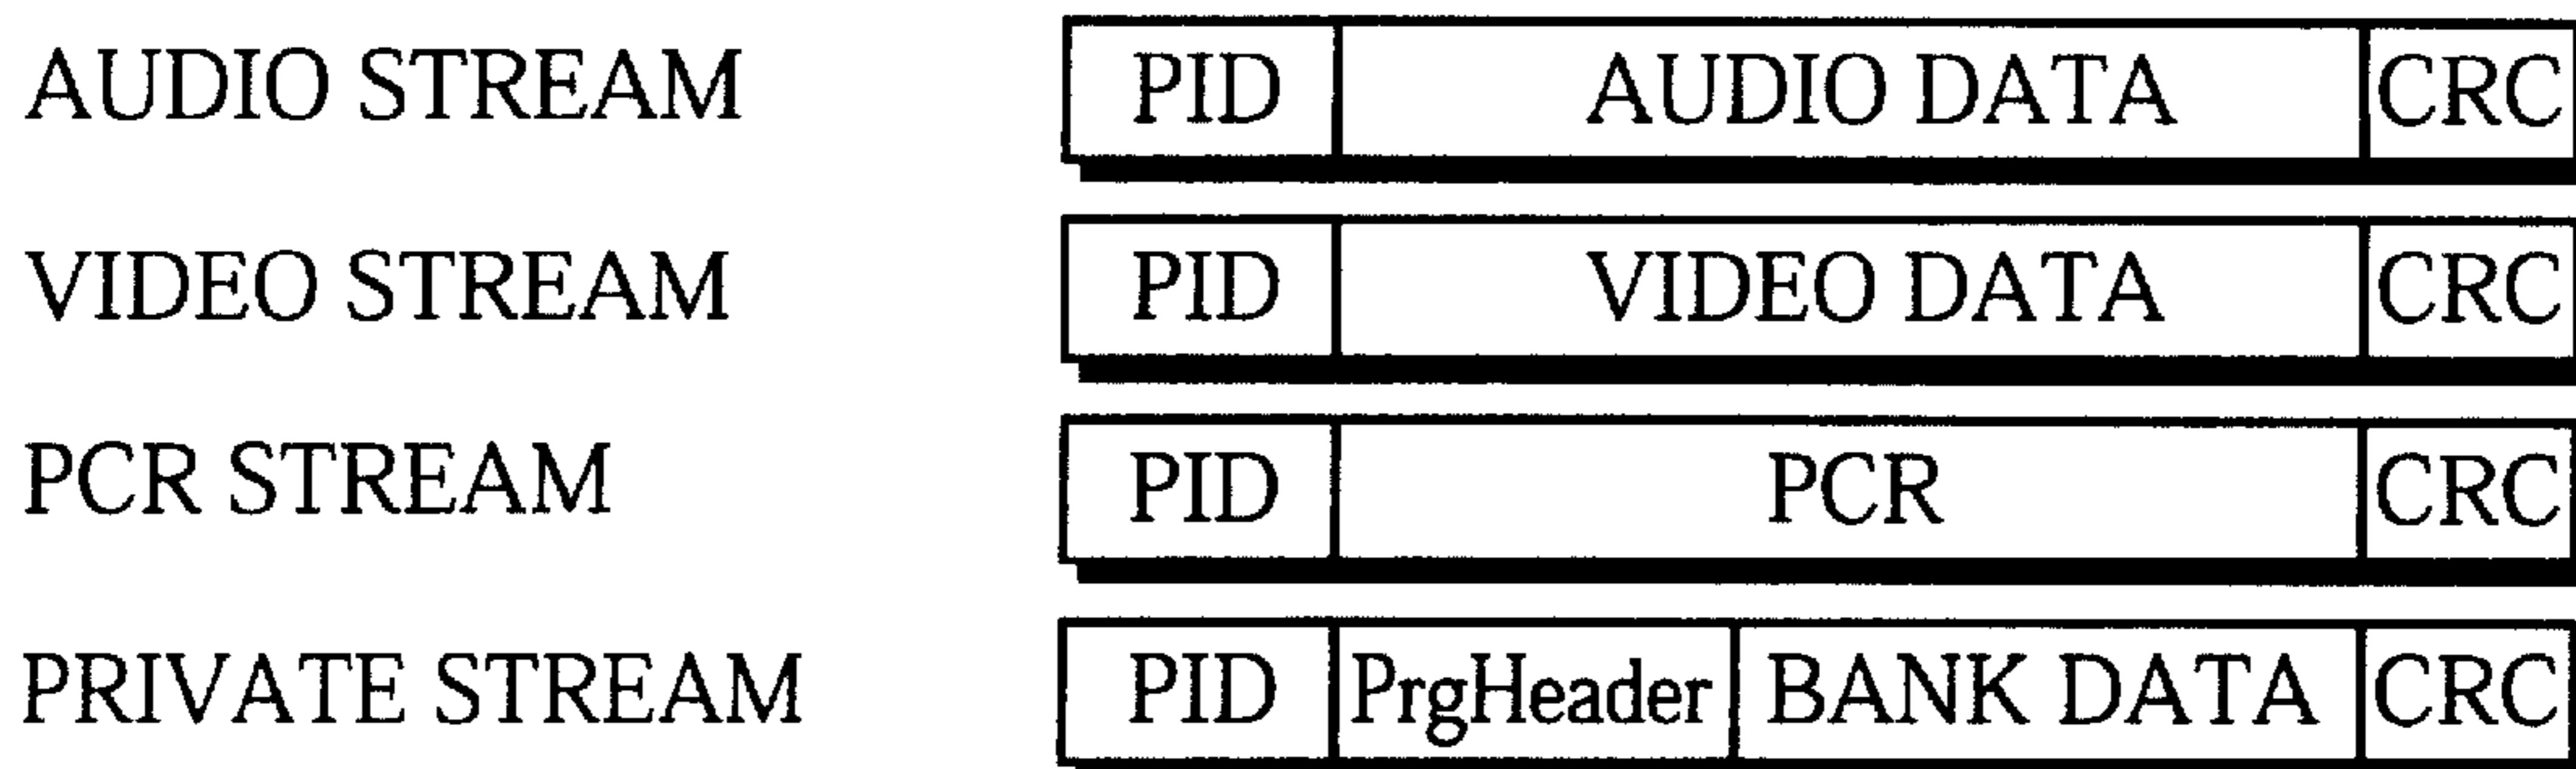 AUDIO STREAM PID AUDIO DATA CRC
VIDEO STREAM PID VIDEO DATA CRC
PCR STREAM PID PCR CRC
PRIVATE STREAM PID PrgHeader BANK DATA CRC